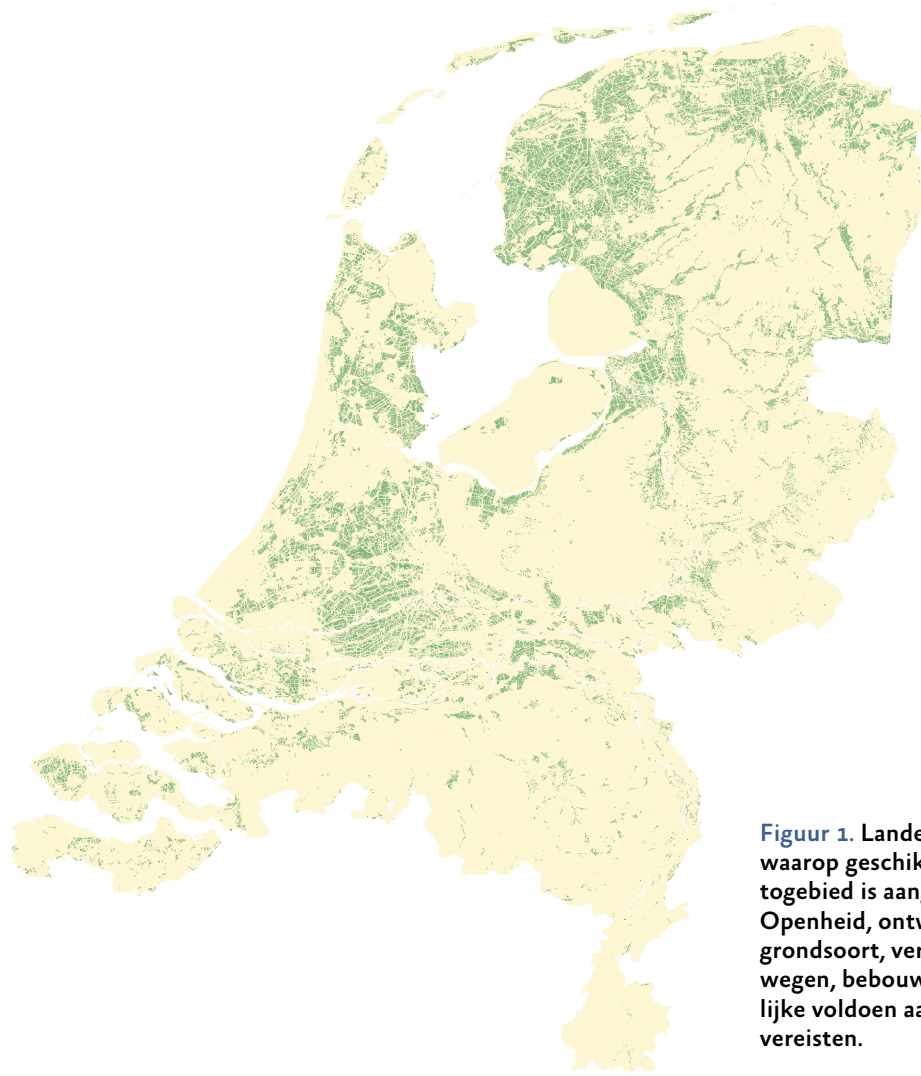 Figuur 1. Lande
waarop geschik
togebied is aan
Openheid, ontw
grondsoort, ver
wegen, bebouw
lijke voldoen aa
vereisten.